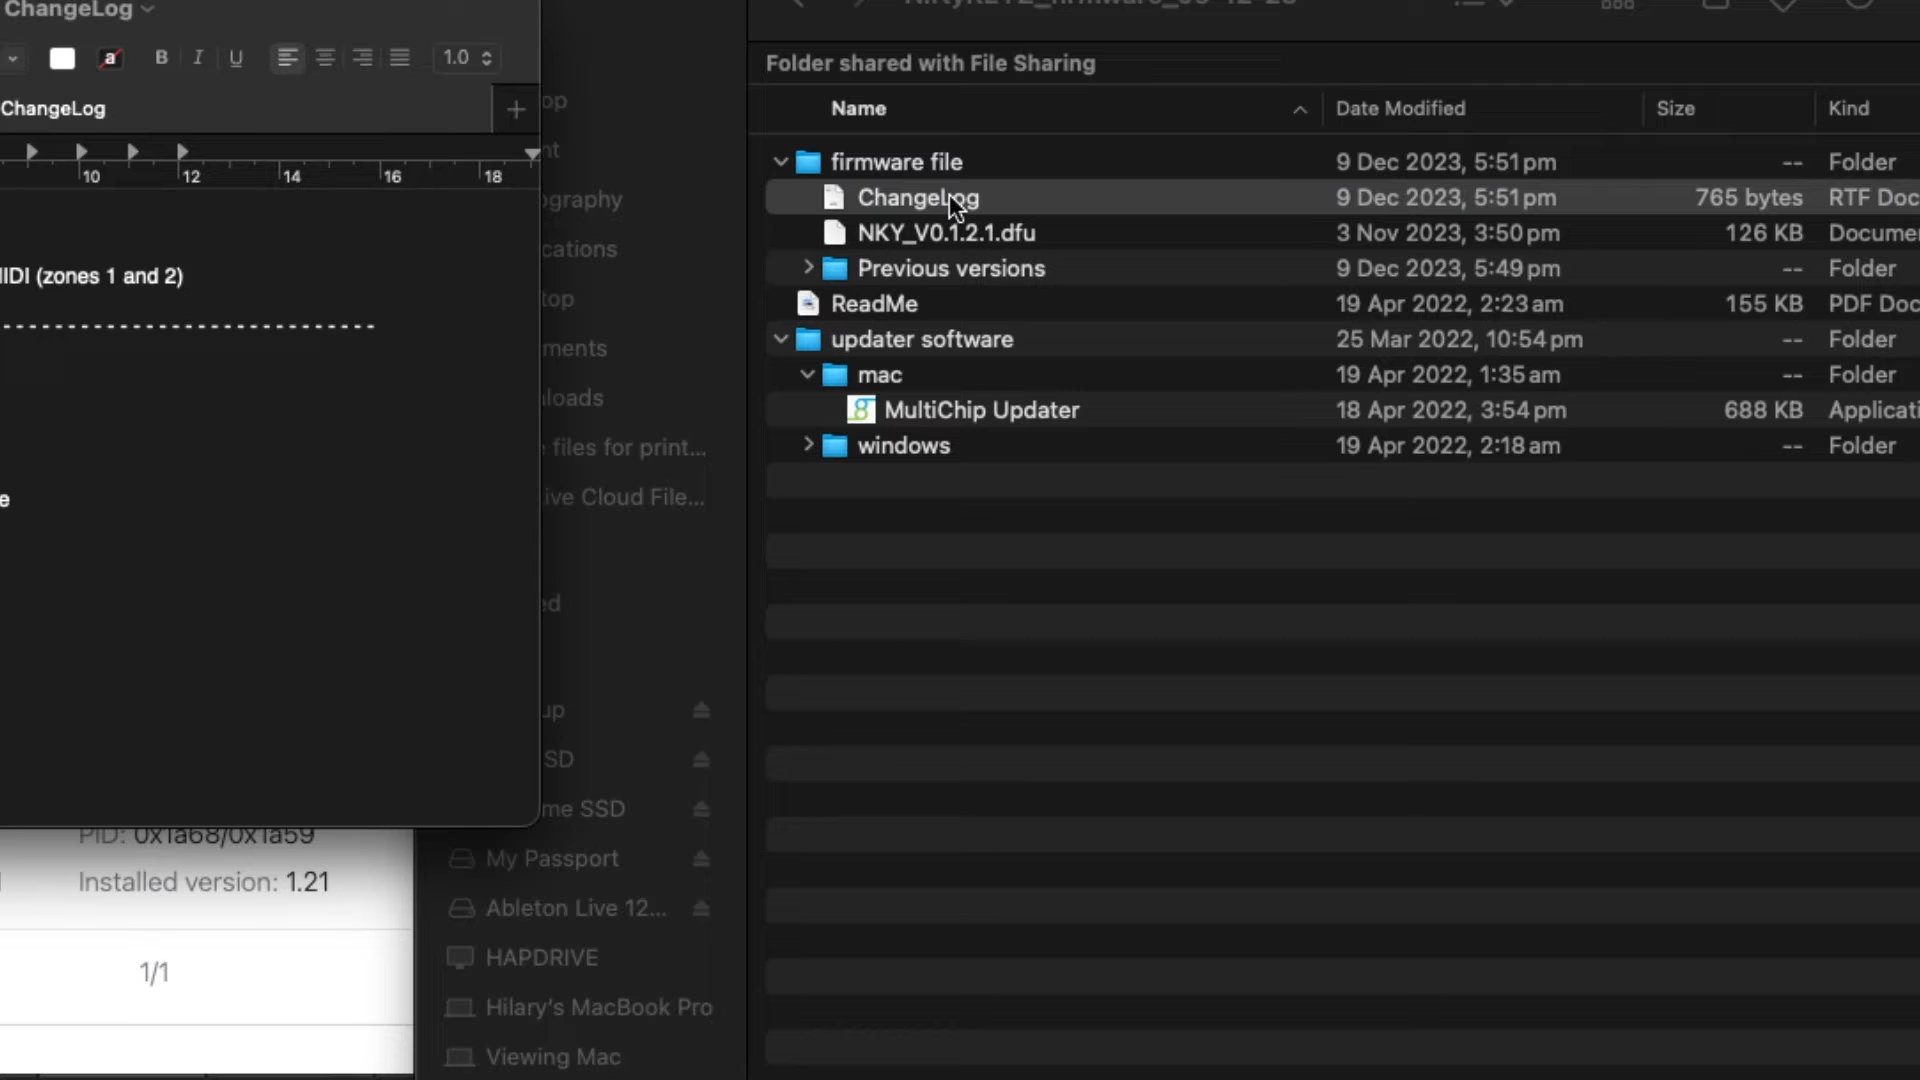 ChangeLog
B I U 1.0
ChangeLog
10 12 14 16 18
(zones 1 and 2)
PID: 0x1a68/0x1a59
Installed version: 1.21
1/1
My Passport
Ableton Live 12...
HAPDRIVE
Hilary's MacBook Pro
Viewing Mac
Folder shared with File Sharing
Name Date Modified Size Kind
firmware file 9 Dec 2023, 5:51 pm -- Folder
ChangeLog 9 Dec 2023, 5:51 pm 765 bytes RTF Doc
NKY_V0.1.2.1.dfu 3 Nov 2023, 3:50 pm 126 KB Docume
Previous versions 9 Dec 2023, 5:49 pm -- Folder
ReadMe 19 Apr 2022, 2:23 am 155 KB PDF Doc
updater software 25 Mar 2022, 10:54 pm -- Folder
mac 19 Apr 2022, 1:35 am -- Folder
MultiChip Updater 18 Apr 2022, 3:54 pm 688 KB Applicati
windows 19 Apr 2022, 2:18 am -- Folder